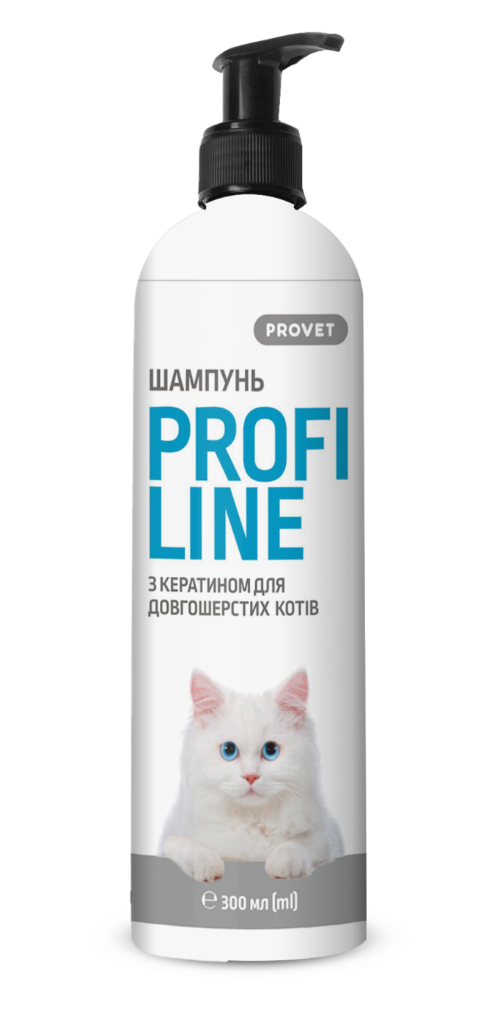 PROVET
ШАМПУНЬ
PROFI
LINE
З КЕРАТИНОМ ДЛЯ
ДОВГОШЕРСТИХ КОТІВ
℮ 300 мл (ml)